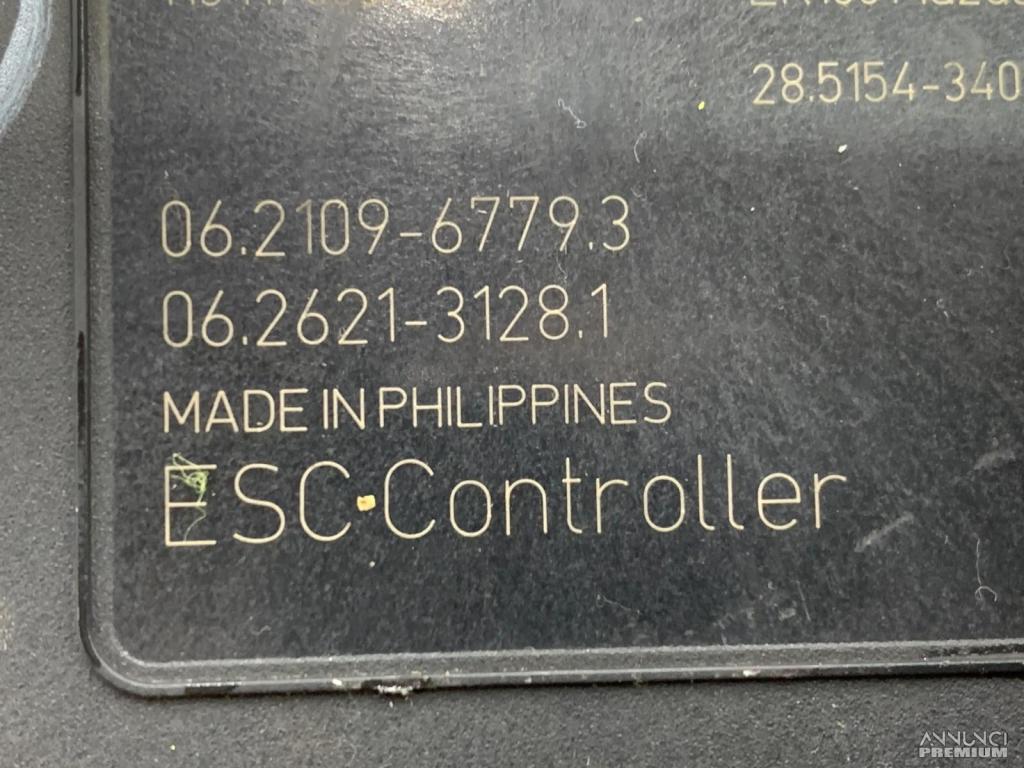 28.5154-340
06.2109-6779.3
06.2621-3128.1
MADE IN PHILIPPINES
ESC Controller
ANNUNCI
PREMIUM